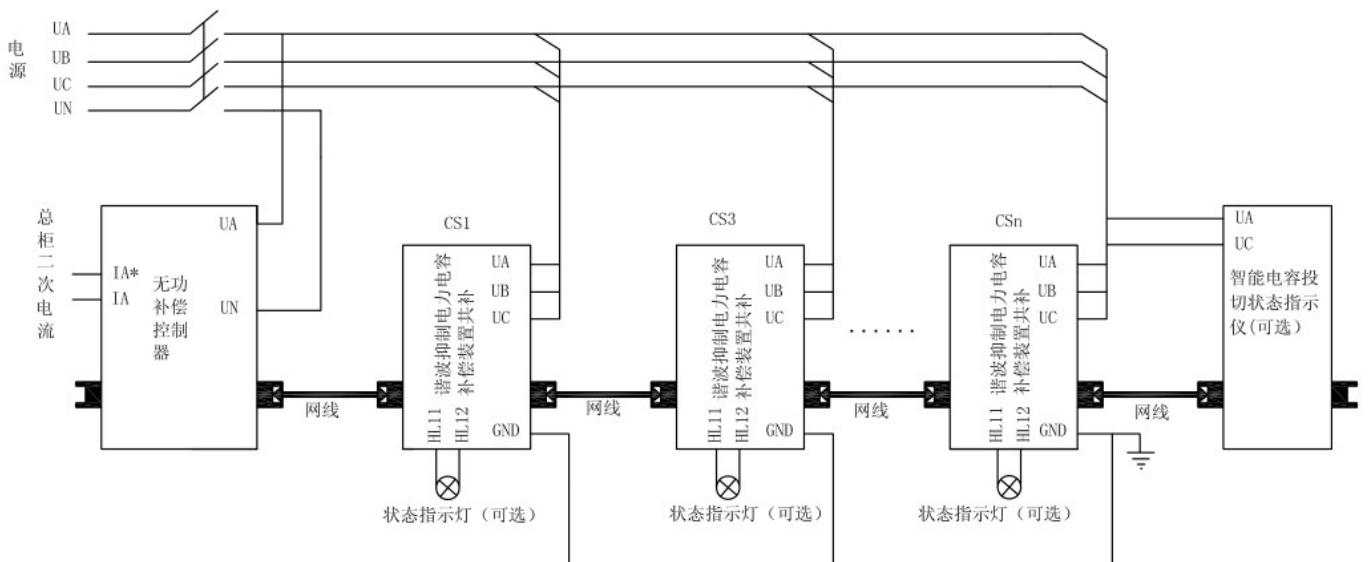 电源
UA
UB
UC
UN
总柜二次电流
IA*
IA
无功
补偿
控制
器
UA
UN
CS1
谐波抑制电力电容
补偿装置共补
UA
UB
UC
HL11
HL12
GND
状态指示灯（可选）
CS3
谐波抑制电力电容
补偿装置共补
UA
UB
UC
HL11
HL12
GND
状态指示灯（可选）
······
CSn
谐波抑制电力电容
补偿装置共补
UA
UB
UC
HL11
HL12
GND
状态指示灯（可选）
UA
UC
智能电容投
切状态指示
仪(可选）
网线
网线
网线
网线